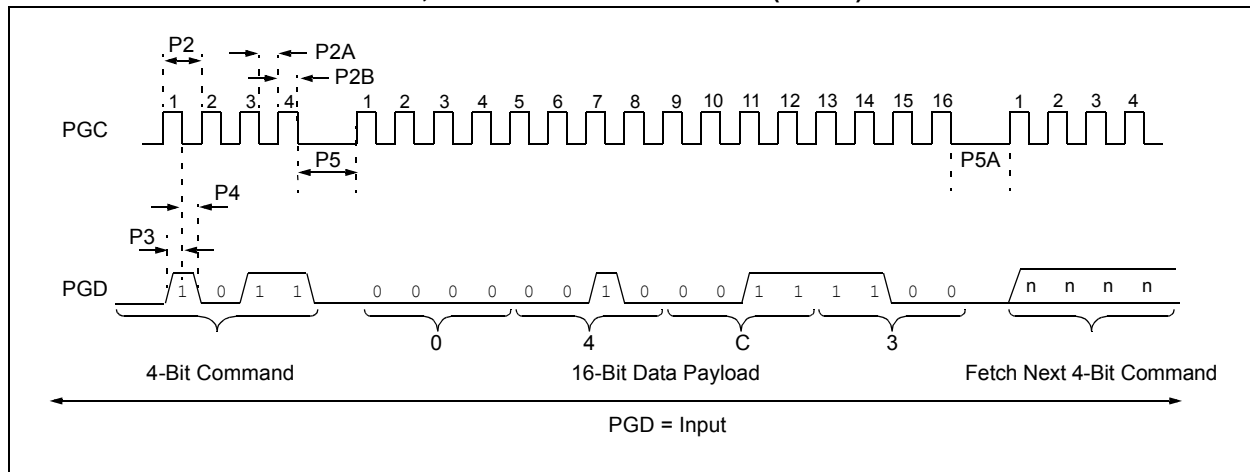 P2
P2A
P2B
1 2 3 4 1 2 3 4 5 6 7 8 9 10 11 12 13 14 15 16 1 2 3 4
PGC
P5
P5A
P4
P3
PGD
1 0 1 1 0 0 0 0 0 0 1 0 0 0 1 1 1 1 0 0 n n n n
0 4 C 3
4-Bit Command 16-Bit Data Payload Fetch Next 4-Bit Command
PGD = Input